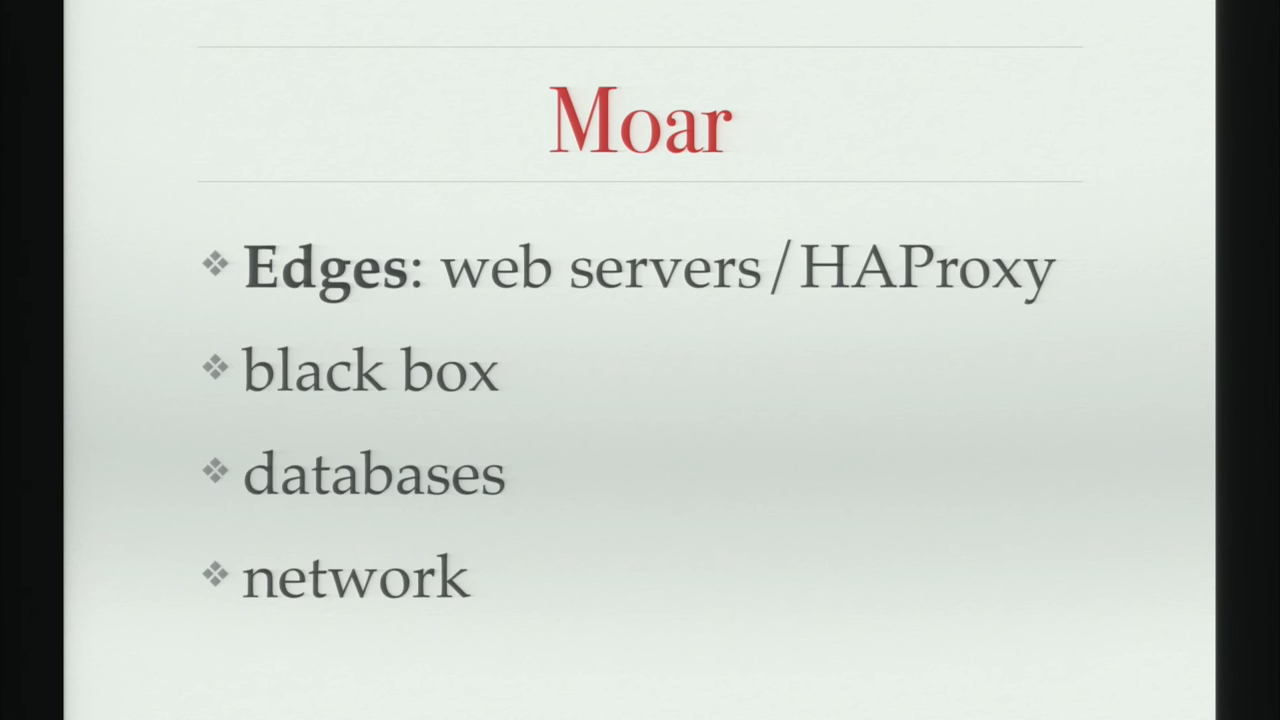 Moar
❖ Edges: web servers/HAProxy
❖ black box
❖ databases
❖ network